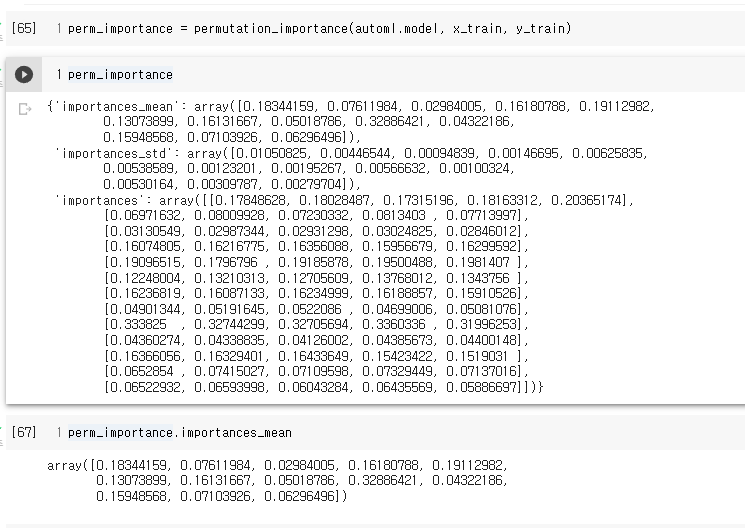 [65] 1 perm_importance = permutation_importance(automl.model, x_train, y_train)
1 perm_importance
{'importances_mean': array([0.18344159, 0.07611984, 0.02984005, 0.16180788, 0.19112982,
0.13073899, 0.16131667, 0.05018786, 0.32886421, 0.04322186,
0.15948568, 0.07103926, 0.06296496]),
'importances_std': array([0.01050825, 0.00446544, 0.00094839, 0.00146695, 0.00625835,
0.00538589, 0.00123201, 0.00195267, 0.00566632, 0.00100324,
0.00530164, 0.00309787, 0.00279704]),
'importances': array([[0.17848628, 0.18028487, 0.17315196, 0.18163312, 0.20365174],
[0.06971632, 0.08009928, 0.07230332, 0.0813403 , 0.07713997],
[0.03130549, 0.02987344, 0.02931298, 0.03024825, 0.02846012],
[0.16074805, 0.16216775, 0.16356088, 0.15956679, 0.16299592],
[0.19096515, 0.1796796 , 0.19185878, 0.19500488, 0.1981407 ],
[0.12248004, 0.13210313, 0.12705609, 0.13768012, 0.1343756 ],
[0.16236819, 0.16087133, 0.16234999, 0.16188857, 0.15910526],
[0.04901344, 0.05191645, 0.0522086 , 0.04699006, 0.05081076],
[0.333825  , 0.32744299, 0.32705694, 0.3360336 , 0.31996253],
[0.04360274, 0.04338835, 0.04126002, 0.04385673, 0.04400148],
[0.16366056, 0.16329401, 0.16433649, 0.15423422, 0.1519031 ],
[0.0652854 , 0.07415027, 0.07109598, 0.07329449, 0.07137016],
[0.06522932, 0.06593998, 0.06043284, 0.06435569, 0.05886697]])}
[67] 1 perm_importance.importances_mean
array([0.18344159, 0.07611984, 0.02984005, 0.16180788, 0.19112982,
0.13073899, 0.16131667, 0.05018786, 0.32886421, 0.04322186,
0.15948568, 0.07103926, 0.06296496])